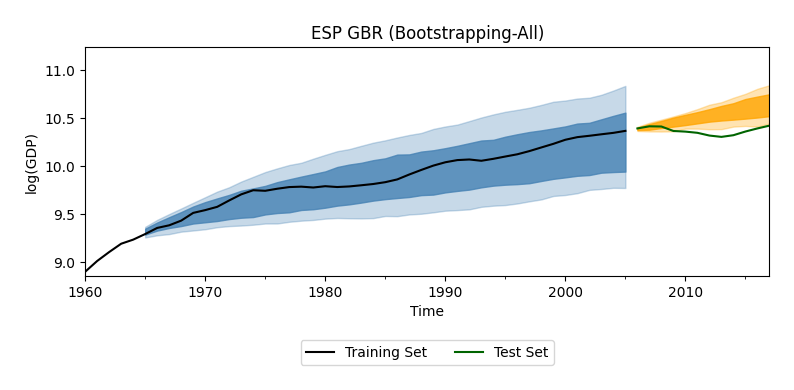 ESP GBR (Bootstrapping-All)
log(GDP)
11.0
10.5
10.0
9.5
9.0
1960 1970 1980 1990 2000 2010
Time
Training Set Test Set